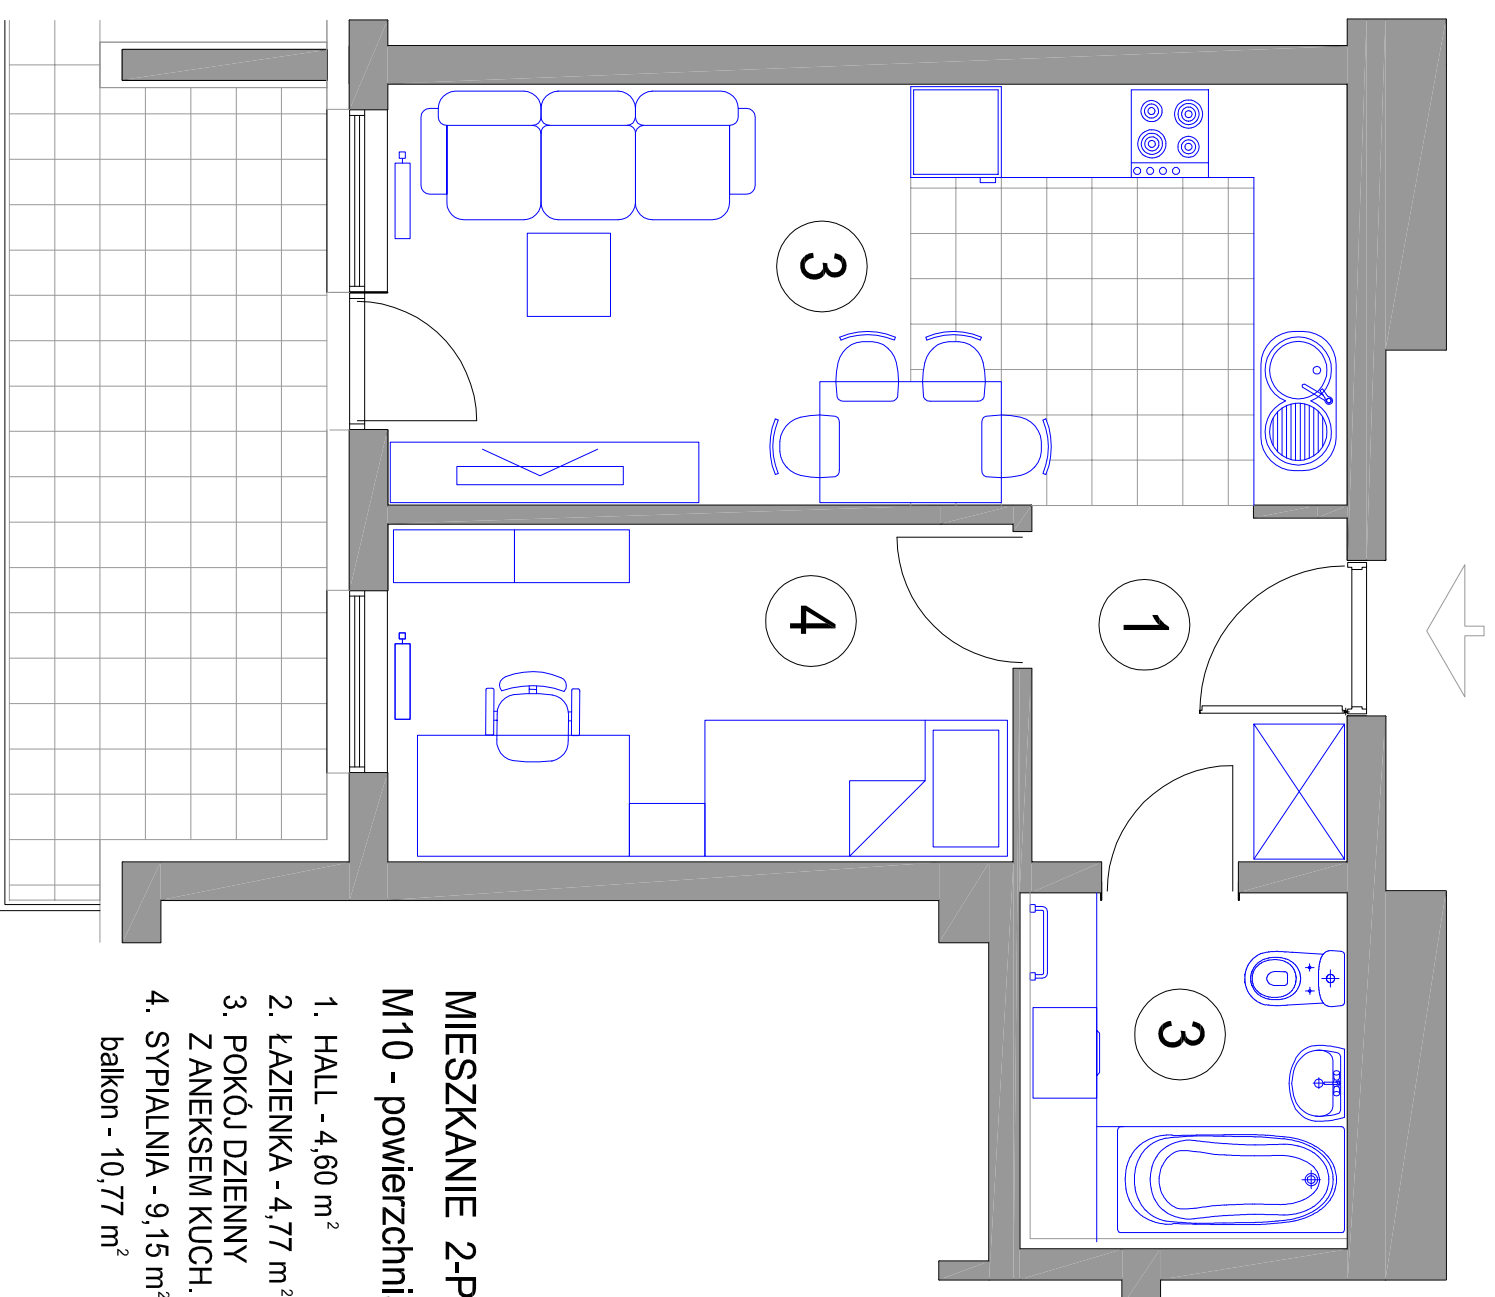 3
4
1
3
MIESZKANIE 2-P
M10 - powierzchni
1. HALL - 4,60 m²
2. ŁAZIENKA - 4,77 m²
3. POKÓJ DZIENNY
Z ANEKSEM KUCH.
4. SYPIALNIA - 9,15 m²
balkon - 10,77 m²